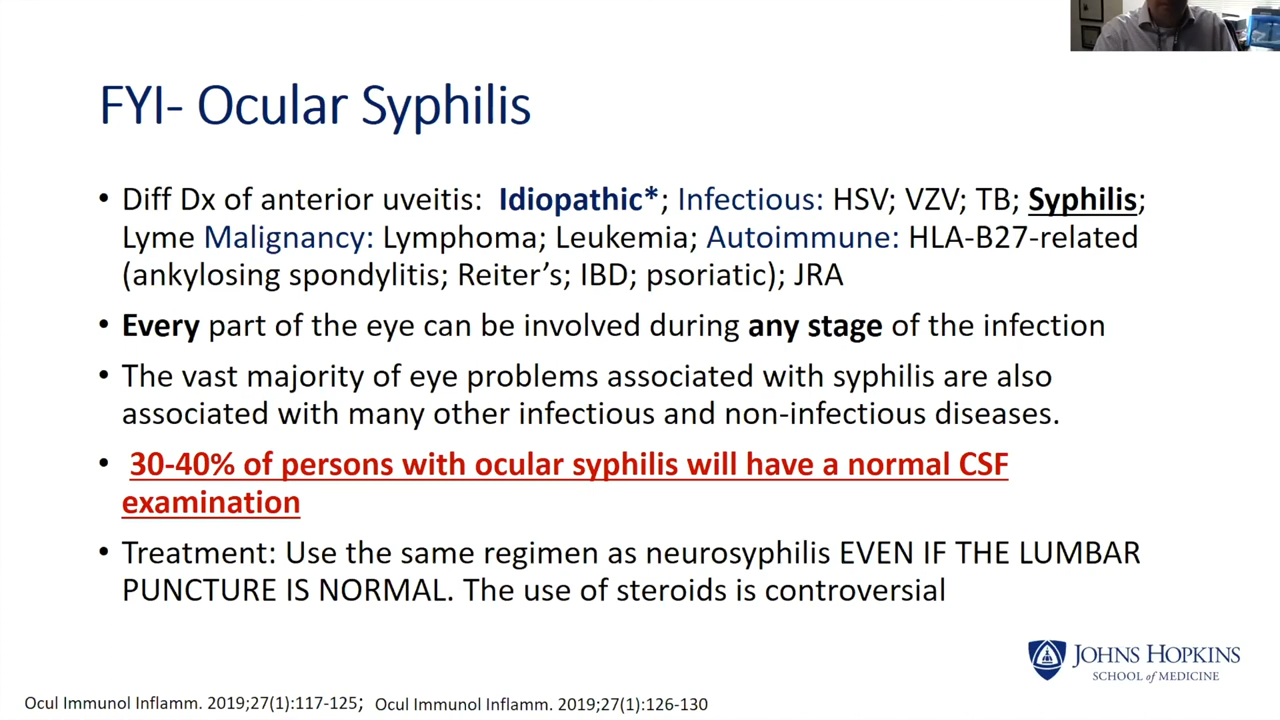 FYI- Ocular Syphilis
• Diff Dx of anterior uveitis: Idiopathic*; Infectious: HSV; VZV; TB; Syphilis;
Lyme Malignancy: Lymphoma; Leukemia; Autoimmune: HLA-B27-related
(ankylosing spondylitis; Reiter’s; IBD; psoriatic); JRA
• Every part of the eye can be involved during any stage of the infection
• The vast majority of eye problems associated with syphilis are also
associated with many other infectious and non-infectious diseases.
• 30-40% of persons with ocular syphilis will have a normal CSF
examination
• Treatment: Use the same regimen as neurosyphilis EVEN IF THE LUMBAR
PUNCTURE IS NORMAL. The use of steroids is controversial
JOHNS HOPKINS
SCHOOL of MEDICINE
Ocul Immunol Inflamm. 2019;27(1):117-125; Ocul Immunol Inflamm. 2019;27(1):126-130